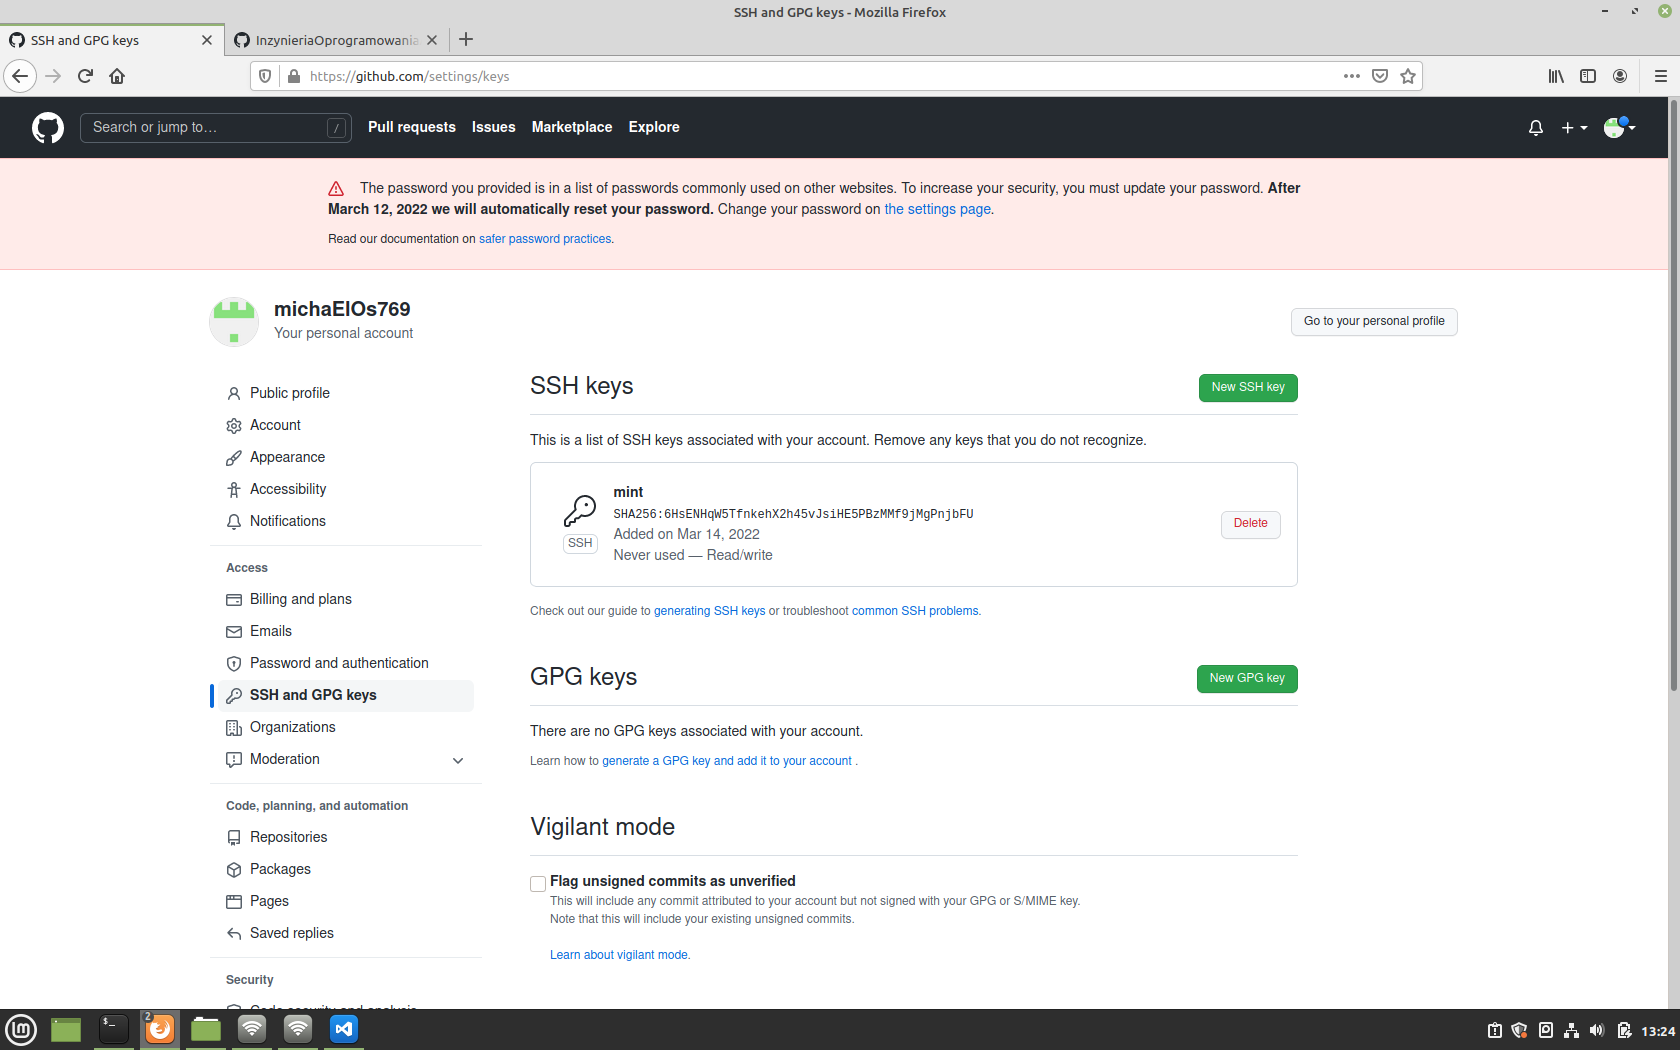 SSH and GPG keys - Mozilla Firefox
SSH and GPG keys
InzynieriaOprogramowania
https://github.com/settings/keys
Search or jump to…
/
Pull requests
Issues
Marketplace
Explore
The password you provided is in a list of passwords commonly used on other websites. To increase your security, you must update your password. After
March 12, 2022 we will automatically reset your password. Change your password on the settings page.
Read our documentation on safer password practices.
michaElOs769
Your personal account
Go to your personal profile
Public profile
Account
Appearance
Accessibility
Notifications
Access
Billing and plans
Emails
Password and authentication
SSH and GPG keys
Organizations
Moderation
Code, planning, and automation
Repositories
Packages
Pages
Saved replies
Security
Code security and analysis
SSH keys
New SSH key
This is a list of SSH keys associated with your account. Remove any keys that you do not recognize.
SSH
mint
SHA256:6HsENHqW5TfnkehX2h45vJsiHE5PBzMMf9jMgPnjbFU
Added on Mar 14, 2022
Never used — Read/write
Delete
Check out our guide to generating SSH keys or troubleshoot common SSH problems.
GPG keys
New GPG key
There are no GPG keys associated with your account.
Learn how to generate a GPG key and add it to your account .
Vigilant mode
Flag unsigned commits as unverified
This will include any commit attributed to your account but not signed with your GPG or S/MIME key.
Note that this will include your existing unsigned commits.
Learn about vigilant mode.
$_
2
13:24